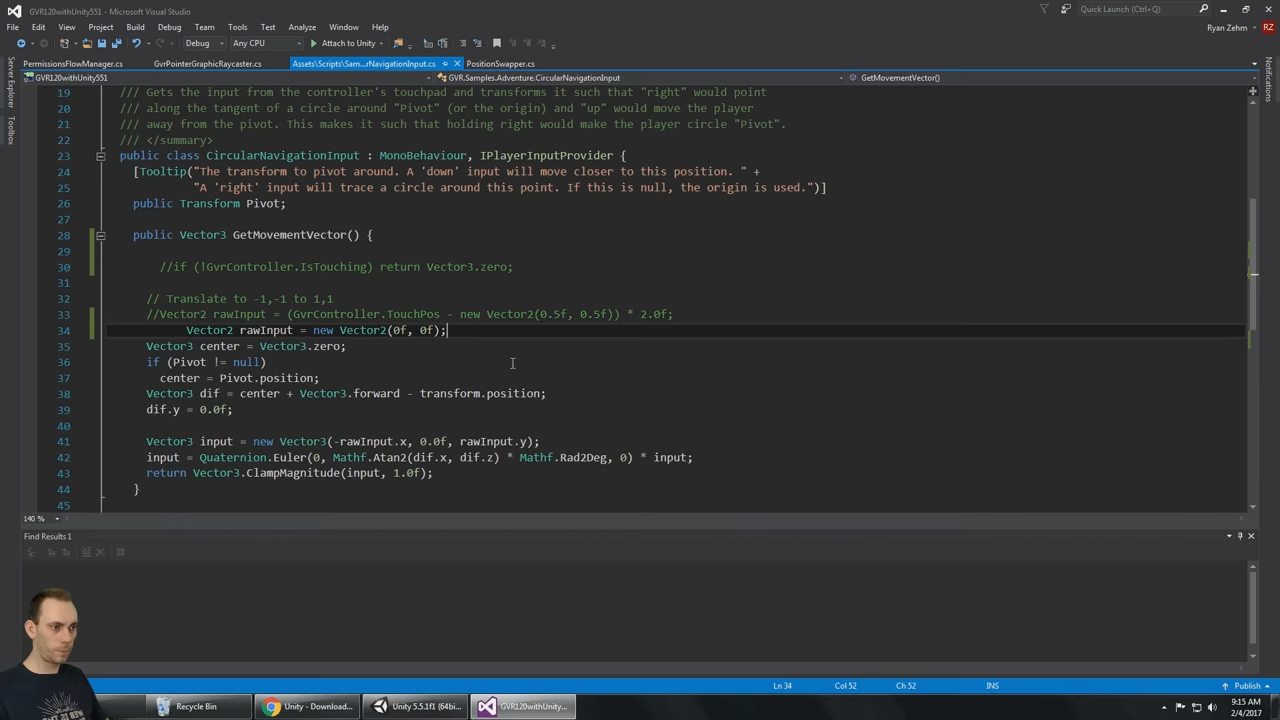 GVR120withUnity551 - Microsoft Visual Studio
Quick Launch (Ctrl+Q)
File Edit View Project Build Debug Team Tools Test Analyze Window Help
Ryan Zehm RZ
Debug Any CPU Attach to Unity
PermissionsFlowManager.cs GvrPointerGraphicRaycaster.cs Assets\Scripts\Sam...rNavigationInput.cs PositionSwapper.cs
GVR120withUnity551 GVR.Samples.Adventure.CircularNavigationInput GetMovementVector()
Server Explorer
Toolbox
Notifications
19 /// Gets the input from the controller's touchpad and transforms it such that "right" would point
20 /// along the tangent of a circle around "Pivot" (or the origin) and "up" would move the player
21 /// away from the pivot. This makes it such that holding right would make the player circle "Pivot".
22 /// </summary>
23 public class CircularNavigationInput : MonoBehaviour, IPlayerInputProvider {
24 [Tooltip("The transform to pivot around. A 'down' input will move closer to this position. " +
25 "A 'right' input will trace a circle around this point. If this is null, the origin is used.")]
26 public Transform Pivot;
27
28 public Vector3 GetMovementVector() {
29
30 //if (!GvrController.IsTouching) return Vector3.zero;
31
32 // Translate to -1,-1 to 1,1
33 //Vector2 rawInput = (GvrController.TouchPos - new Vector2(0.5f, 0.5f)) * 2.0f;
34 Vector2 rawInput = new Vector2(0f, 0f);
35 Vector3 center = Vector3.zero;
36 if (Pivot != null)
37 center = Pivot.position;
38 Vector3 dif = center + Vector3.forward - transform.position;
39 dif.y = 0.0f;
40
41 Vector3 input = new Vector3(-rawInput.x, 0.0f, rawInput.y);
42 input = Quaternion.Euler(0, Mathf.Atan2(dif.x, dif.z) * Mathf.Rad2Deg, 0) * input;
43 return Vector3.ClampMagnitude(input, 1.0f);
44 }
45
140 %
Find Results 1
Ln 34 Col 52 Ch 52 INS Publish
Recycle Bin Unity - Download... Unity 5.5.1f1 (64bi... GVR120withUnity...
9:15 AM
2/4/2017